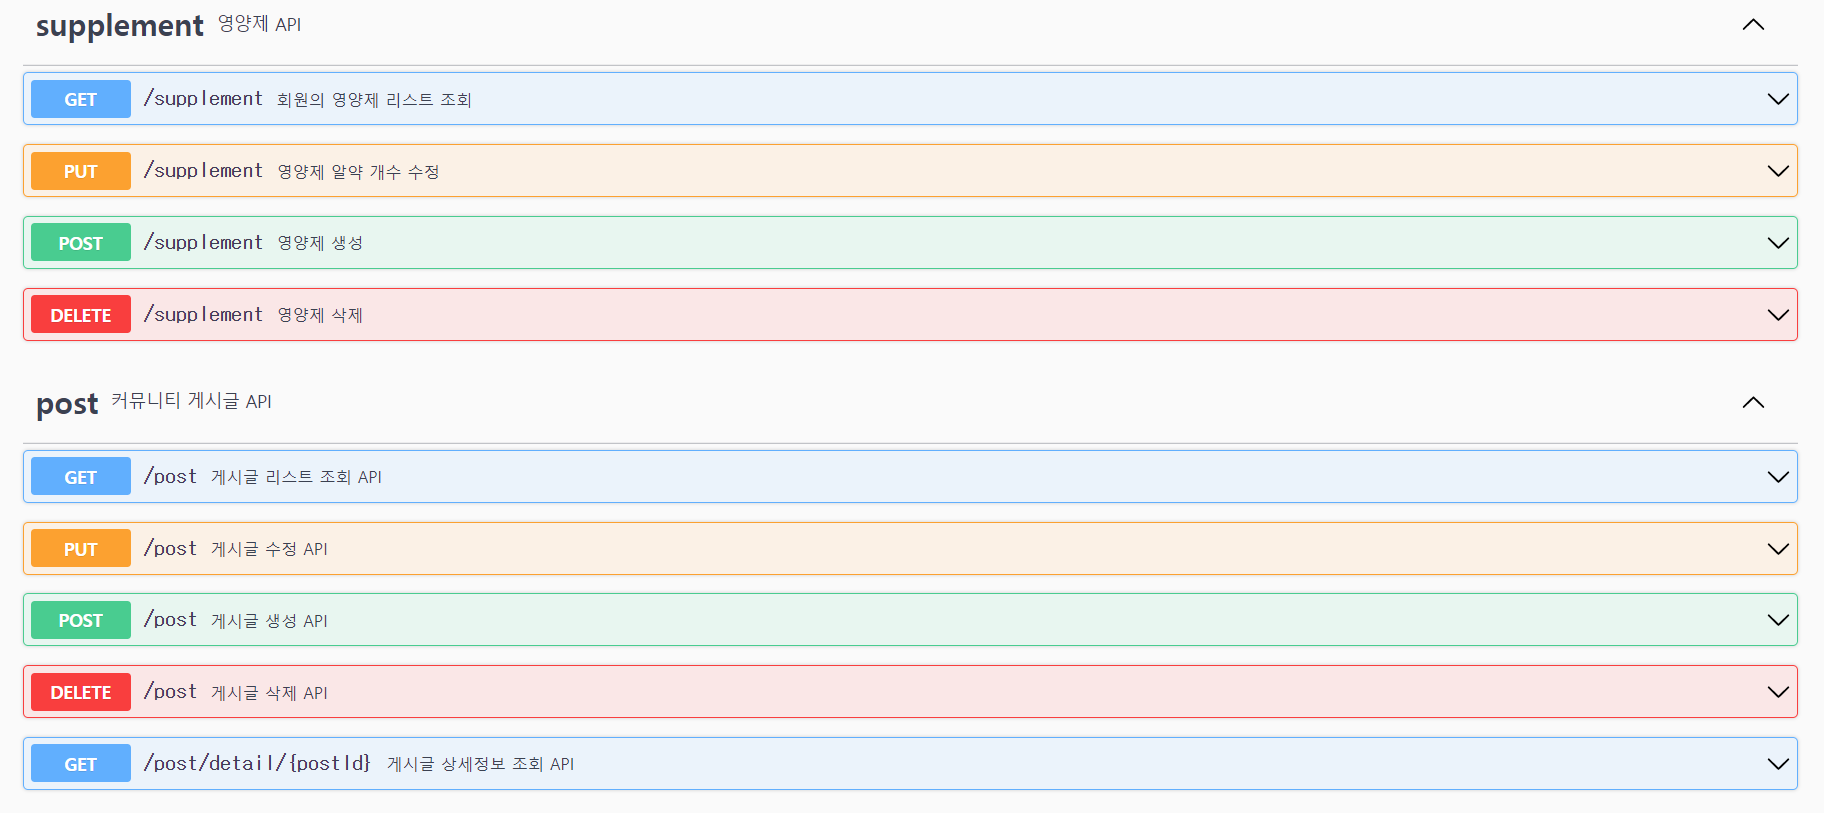 supplement 영양제 API
GET /supplement 회원의 영양제 리스트 조회
PUT /supplement 영양제 알약 개수 수정
POST /supplement 영양제 생성
DELETE /supplement 영양제 삭제
post 커뮤니티 게시글 API
GET /post 게시글 리스트 조회 API
PUT /post 게시글 수정 API
POST /post 게시글 생성 API
DELETE /post 게시글 삭제 API
GET /post/detail/{postId} 게시글 상세정보 조회 API